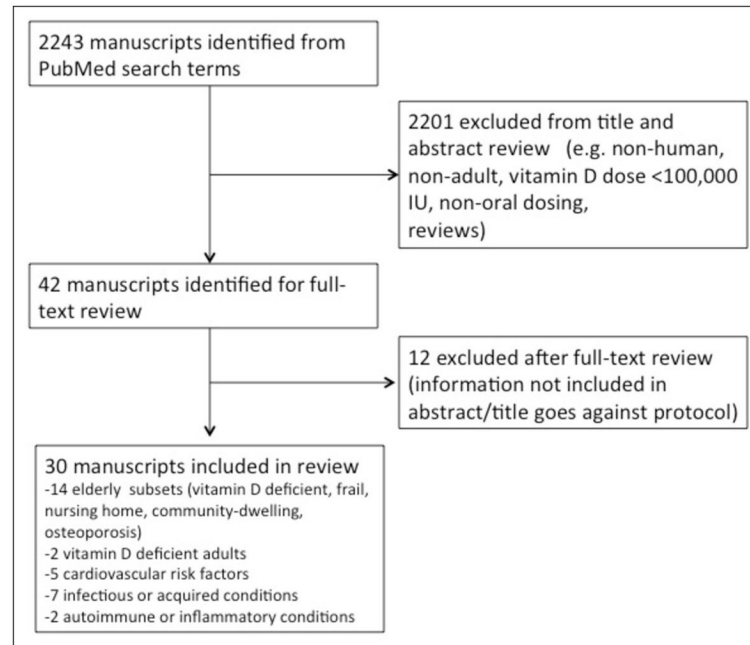 2243 manuscripts identified from
PubMed search terms
2201 excluded from title and
abstract review (e.g. non-human,
non-adult, vitamin D dose <100,000
IU, non-oral dosing,
reviews)
42 manuscripts identified for full-
text review
12 excluded after full-text review
(information not included in
abstract/title goes against protocol)
30 manuscripts included in review
-14 elderly subsets (vitamin D deficient, frail,
nursing home, community-dwelling,
osteoporosis)
-2 vitamin D deficient adults
-5 cardiovascular risk factors
-7 infectious or acquired conditions
-2 autoimmune or inflammatory conditions